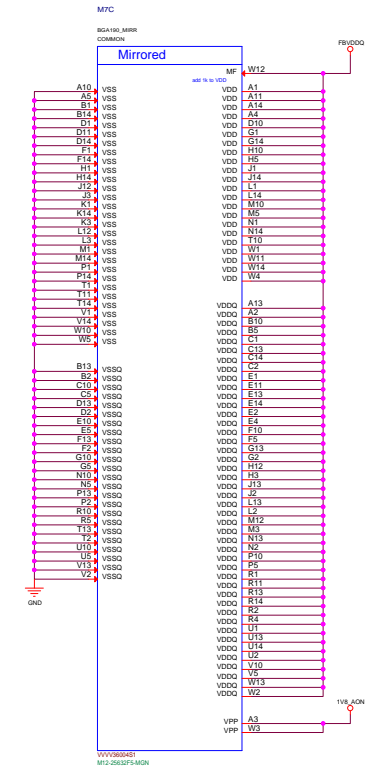 M7C
BGA190_MIRR
COMMON
Mirrored
FBVDDQ
MF W12
add 1k to VDD
A10 VSS VDD A1
A5 VSS VDD A11
B1 VSS VDD A14
B14 VSS VDD A4
D1 VSS VDD D10
D11 VSS VDD G1
D14 VSS VDD G14
F1 VSS VDD H10
F14 VSS VDD H5
H1 VSS VDD J1
H14 VSS VDD J14
J12 VSS VDD L1
J3 VSS VDD L14
K1 VSS VDD M10
K14 VSS VDD M5
K3 VSS VDD N1
L12 VSS VDD N14
L3 VSS VDD T10
M1 VSS VDD W1
M14 VSS VDD W11
P1 VSS VDD W14
P14 VSS VDD W4
T1 VSS
T11 VSS
T14 VSS VDDQ A13
V1 VSS VDDQ A2
V14 VSS VDDQ B10
W10 VSS VDDQ B5
W5 VSS VDDQ C1
VDDQ C13
VDDQ C14
B13 VSSQ VDDQ C2
B2 VSSQ VDDQ E1
C10 VSSQ VDDQ E11
C5 VSSQ VDDQ E13
D13 VSSQ VDDQ E14
D2 VSSQ VDDQ E2
E10 VSSQ VDDQ E4
E5 VSSQ VDDQ F10
F13 VSSQ VDDQ F5
F2 VSSQ VDDQ G13
G10 VSSQ VDDQ G2
G5 VSSQ VDDQ H12
N10 VSSQ VDDQ H3
N5 VSSQ VDDQ J13
P13 VSSQ VDDQ J2
P2 VSSQ VDDQ L13
R10 VSSQ VDDQ L2
R5 VSSQ VDDQ M12
T13 VSSQ VDDQ M3
T2 VSSQ VDDQ N13
U10 VSSQ VDDQ N2
U5 VSSQ VDDQ P10
V13 VSSQ VDDQ P5
V2 VSSQ VDDQ R1
VDDQ R11
VDDQ R13
GND VDDQ R14
VDDQ R2
VDDQ R4
VDDQ U1
VDDQ U13
VDDQ U14
VDDQ U2
VDDQ V10
VDDQ V5
VDDQ W13
VDDQ W2
1V8_AON
VPP A3
VPP W3
VVVV36004S1
M12-25632F5-MGN